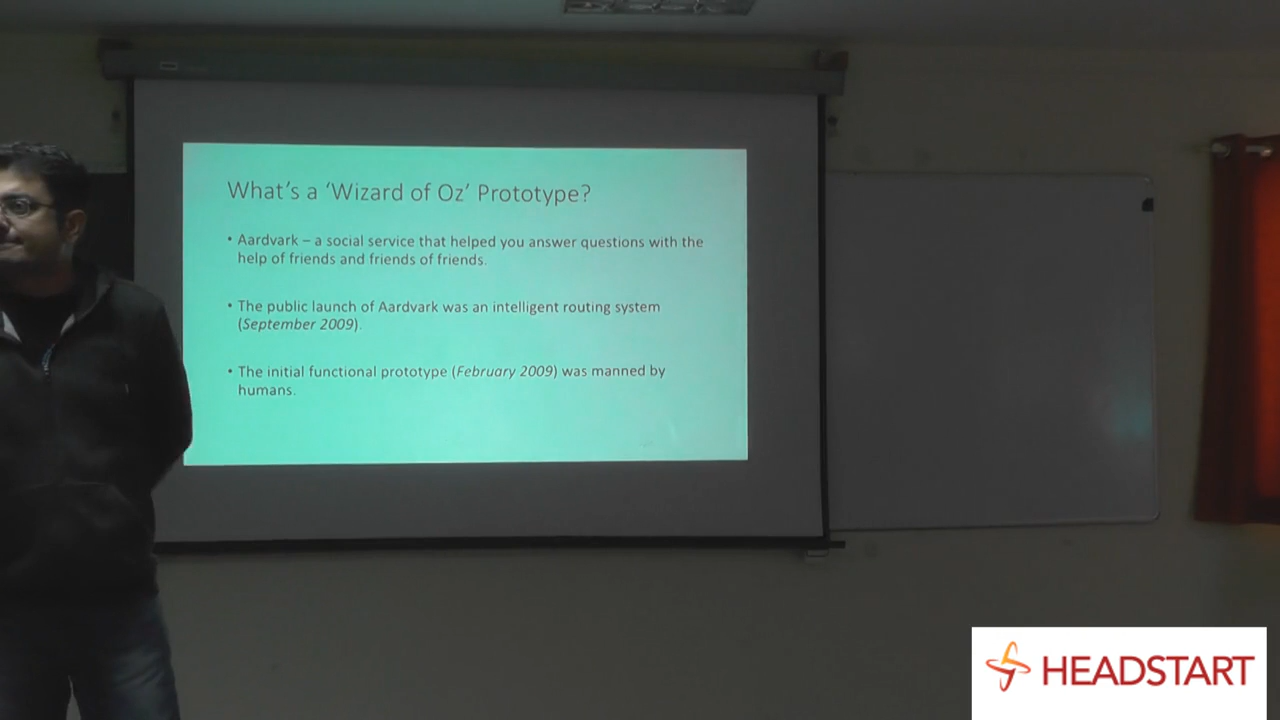 What's a 'Wizard of Oz' Prototype?
• Aardvark – a social service that helped you answer questions with the
help of friends and friends of friends.
• The public launch of Aardvark was an intelligent routing system
(September 2009).
• The initial functional prototype (February 2009) was manned by
humans.
HEADSTART